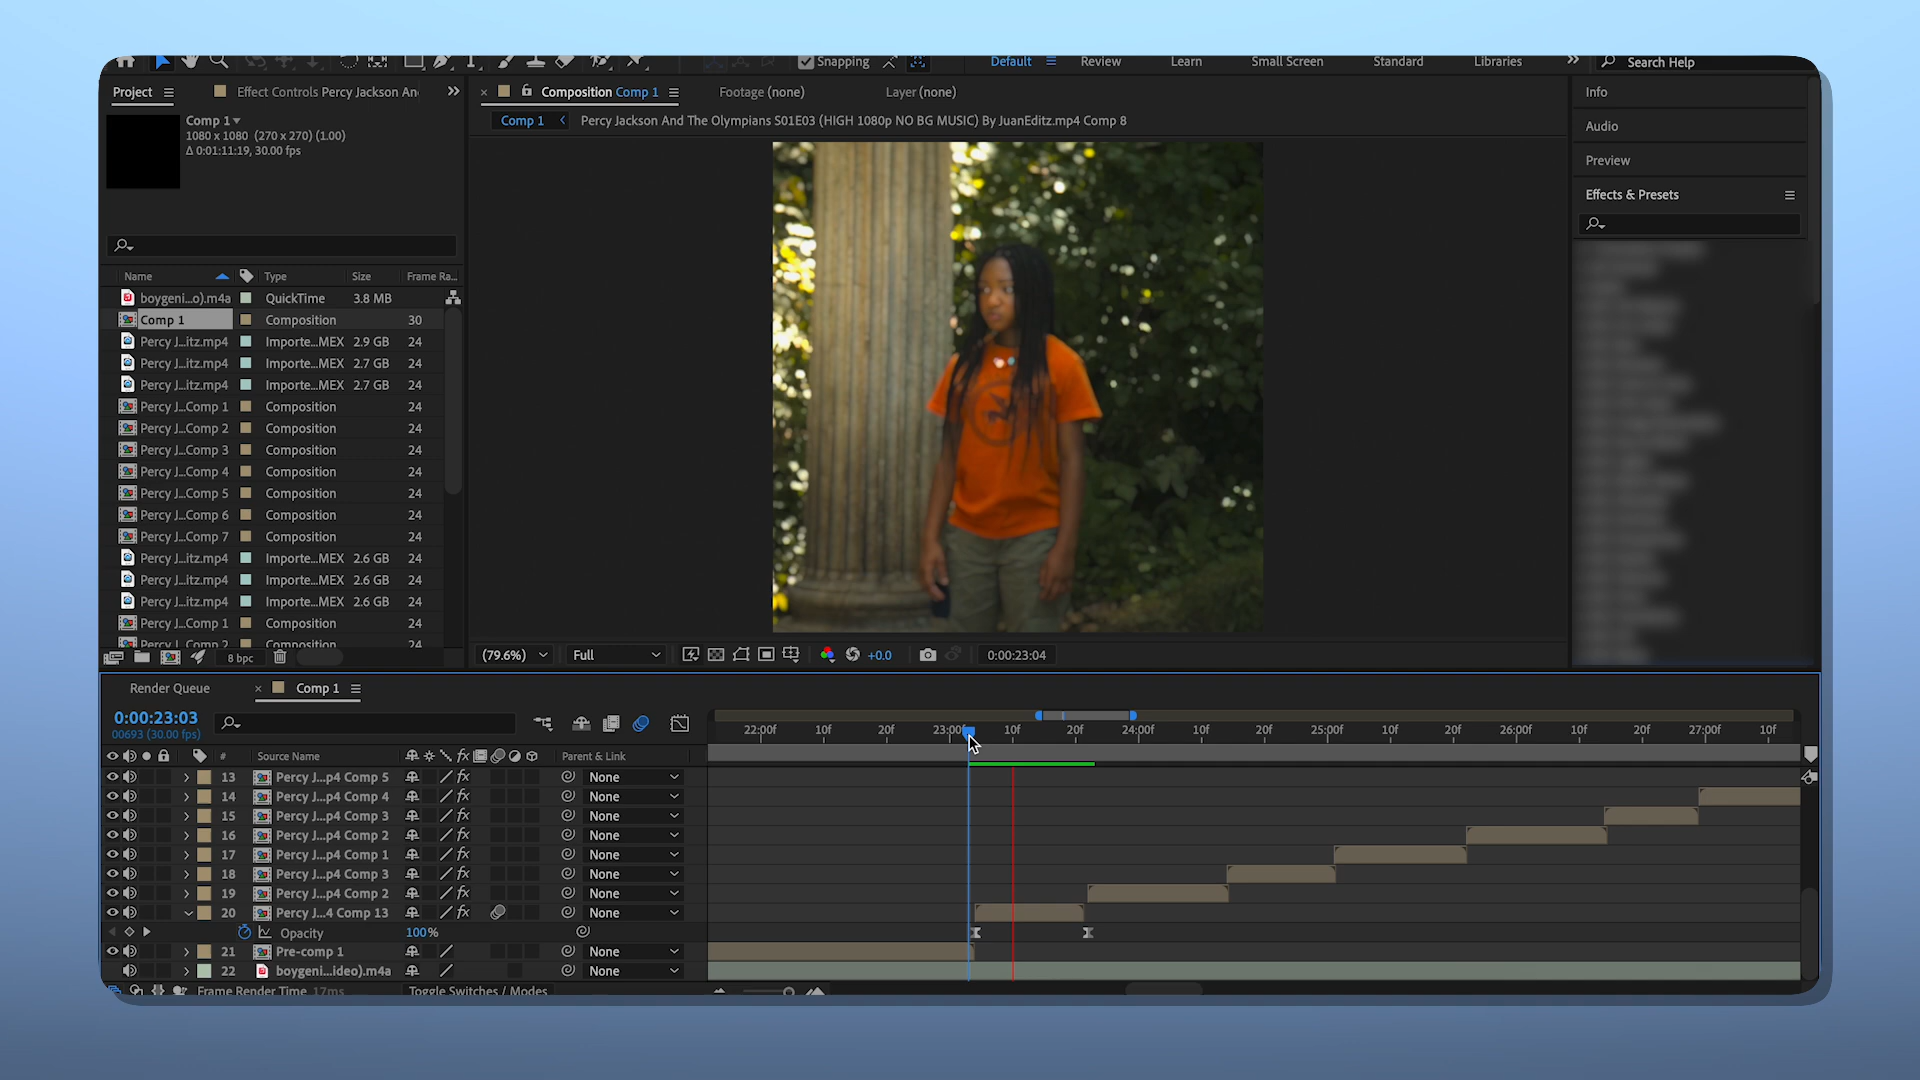 Snapping
Default
Review
Learn
Small Screen
Standard
Libraries
Search Help
Project
Effect Controls Percy Jackson An
Composition Comp 1
Footage (none)
Layer (none)
Info
Comp 1
1080 x 1080 (270 x 270) (1.00)
Δ 0:01:11:19, 30.00 fps
Comp 1
Percy Jackson And The Olympians S01E03 (HIGH 1080p NO BG MUSIC) By JuanEditz.mp4 Comp 8
Audio
Preview
Effects & Presets
Name Type Size Frame Ra...
boygeni...o).m4a QuickTime 3.8 MB
Comp 1 Composition 30
Percy J...itz.mp4 Importe...MEX 2.9 GB 24
Percy J...itz.mp4 Importe...MEX 2.7 GB 24
Percy J...itz.mp4 Importe...MEX 2.7 GB 24
Percy J...Comp 1 Composition 24
Percy J...Comp 2 Composition 24
Percy J...Comp 3 Composition 24
Percy J...Comp 4 Composition 24
Percy J...Comp 5 Composition 24
Percy J...Comp 6 Composition 24
Percy J...Comp 7 Composition 24
Percy J...itz.mp4 Importe...MEX 2.6 GB 24
Percy J...itz.mp4 Importe...MEX 2.6 GB 24
Percy J...itz.mp4 Importe...MEX 2.6 GB 24
Percy J...Comp 1 Composition 24
Percy J...Comp 2 Composition 24
8 bpc
(79.6%)
Full
+0.0
0:00:23:04
Render Queue
Comp 1
0:00:23:03
00693 (30.00 fps)
22:00f 10f 20f 23:00f 10f 20f 24:00f 10f 20f 25:00f 10f 20f 26:00f 10f 20f 27:00f 10f
# Source Name fx Parent & Link
13 Percy J...p4 Comp 5 fx None
14 Percy J...p4 Comp 4 fx None
15 Percy J...p4 Comp 3 fx None
16 Percy J...p4 Comp 2 fx None
17 Percy J...p4 Comp 1 fx None
18 Percy J...p4 Comp 3 fx None
19 Percy J...p4 Comp 2 fx None
20 Percy J...4 Comp 13 fx None
Opacity 100%
21 Pre-comp 1 None
22 boygeni...ideo).m4a None
Frame Render Time 17ms
Toggle Switches / Modes